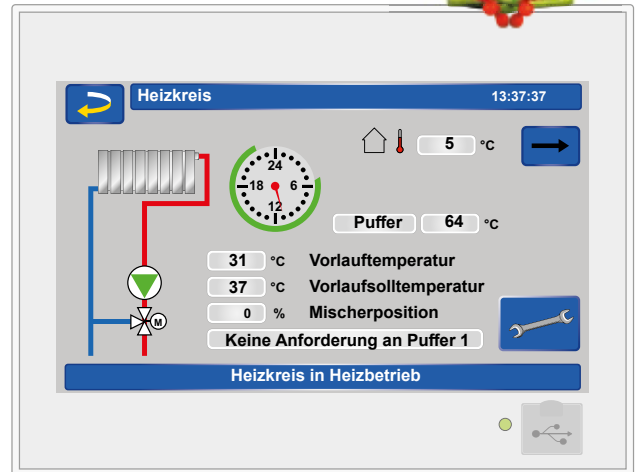 Heizkreis 13:37:37
5 °C
24
18 6
12
Puffer 64 °C
31 °C Vorlauftemperatur
37 °C Vorlaufsolltemperatur
0 % Mischerposition
M
Keine Anforderung an Puffer 1
Heizkreis in Heizbetrieb